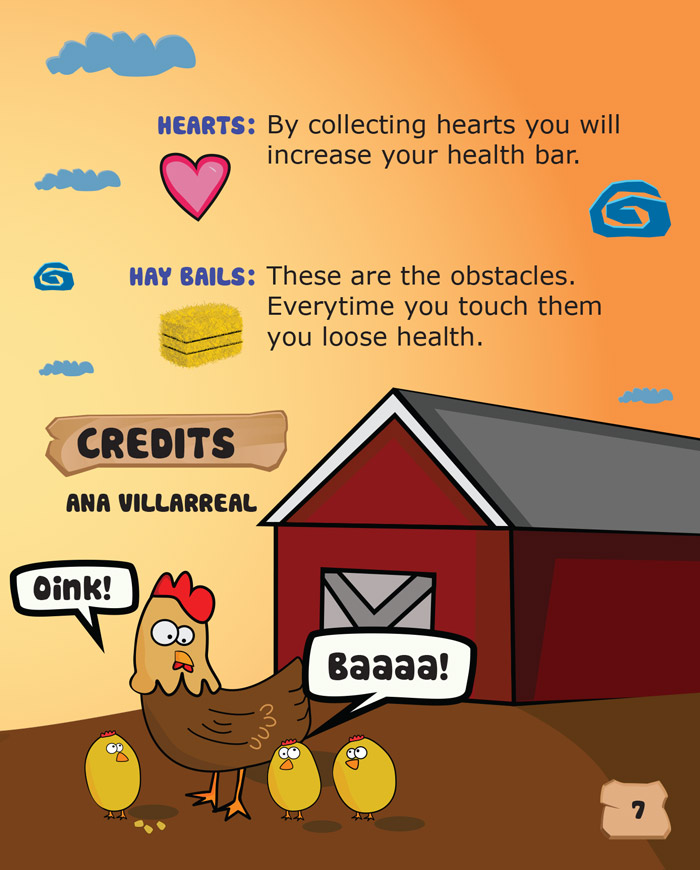 HEARTS: By collecting hearts you will
increase your health bar.
HAY BAILS: These are the obstacles.
Everytime you touch them
you loose health.
CREDITS
ANA VILLARREAL
Oink!
Baaaa!
7